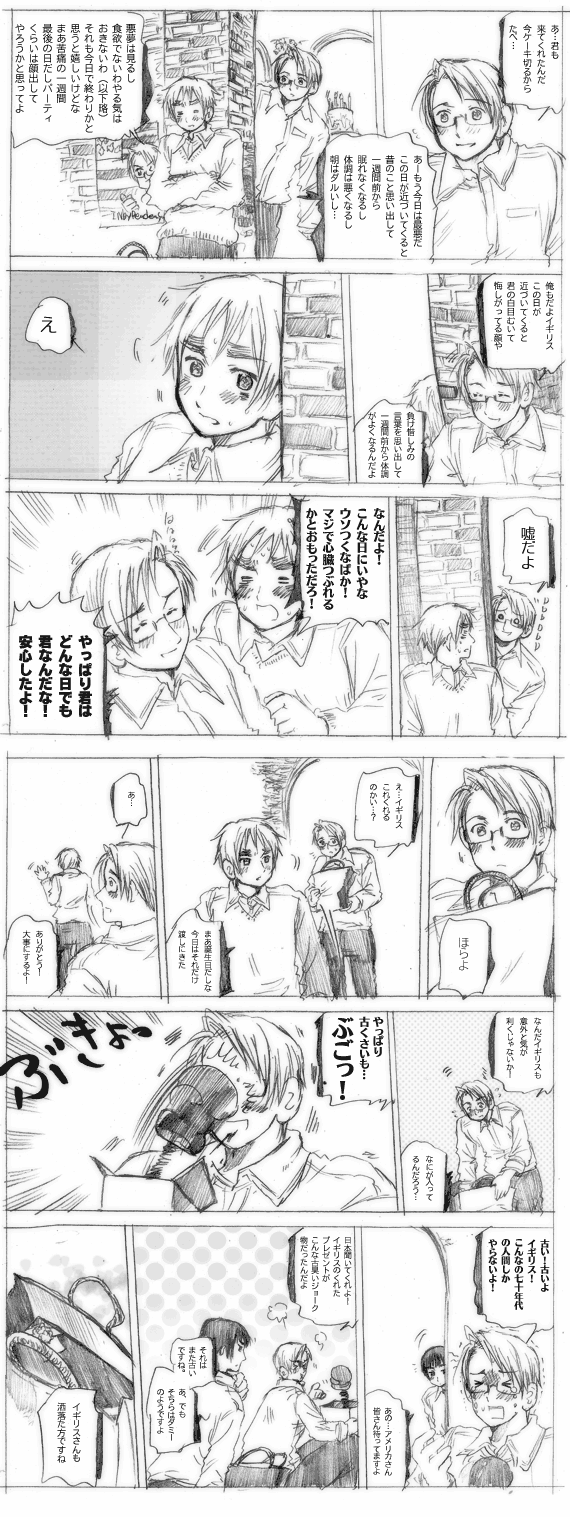 あ…君も
来てくれたんだ
今ケーキ切るから
たべ…
あーもう今日は最悪だ
この日が近づいてくると
昔のこと思い出して
一週間前から
眠れなくなるし
体調は悪くなるし
朝はダルいし…
悪夢は見るし
食欲でないわやる気は
おきないわ（以下略）
それも今日で終わりかと
思うと嬉しいけどな
まあ苦痛の一週間
最後の日だしパーティ
くらいは顔出して
やろうかと思ってよ
俺もだよイギリス
この日が
近づいてくると
君の白目むいて
悔しがってる顔や
負け惜しみの
言葉を思い出して
一週間前から体調
がよくなるんだよ
え
嘘だよ
なんだよ！
こんな日にいやな
ウソつくなばか！
マジで心臓つぶれる
かとおもっただろ！
やっぱり君は
どんな日でも
君なんだな！
安心したよ！
ほらよ
え…イギリス
これくれる
のかい…？
まあ誕生日だしな
今日はそれだけ
渡しにきた
あ…
ありがとう！
大事にするよ！
なんだイギリスも
意外と気が
利くじゃないか！
なにが入って
るんだろう…
やっぱり
古くさいも…
ぶごっ！
ぶきょっ
古い！古いよ
イギリス！
こんなの七十年代
の人間しか
やらないよ！
あの…アメリカさん
皆さん待ってますよ
日本聞いてくれよ！
イギリスのくれた
プレゼントが
こんな古臭いジョーク
物だったんだよ
それは
また古い
ですね。
あ、でも
そちらはダミー
のようですよ
イギリスさんも
洒落た方ですね